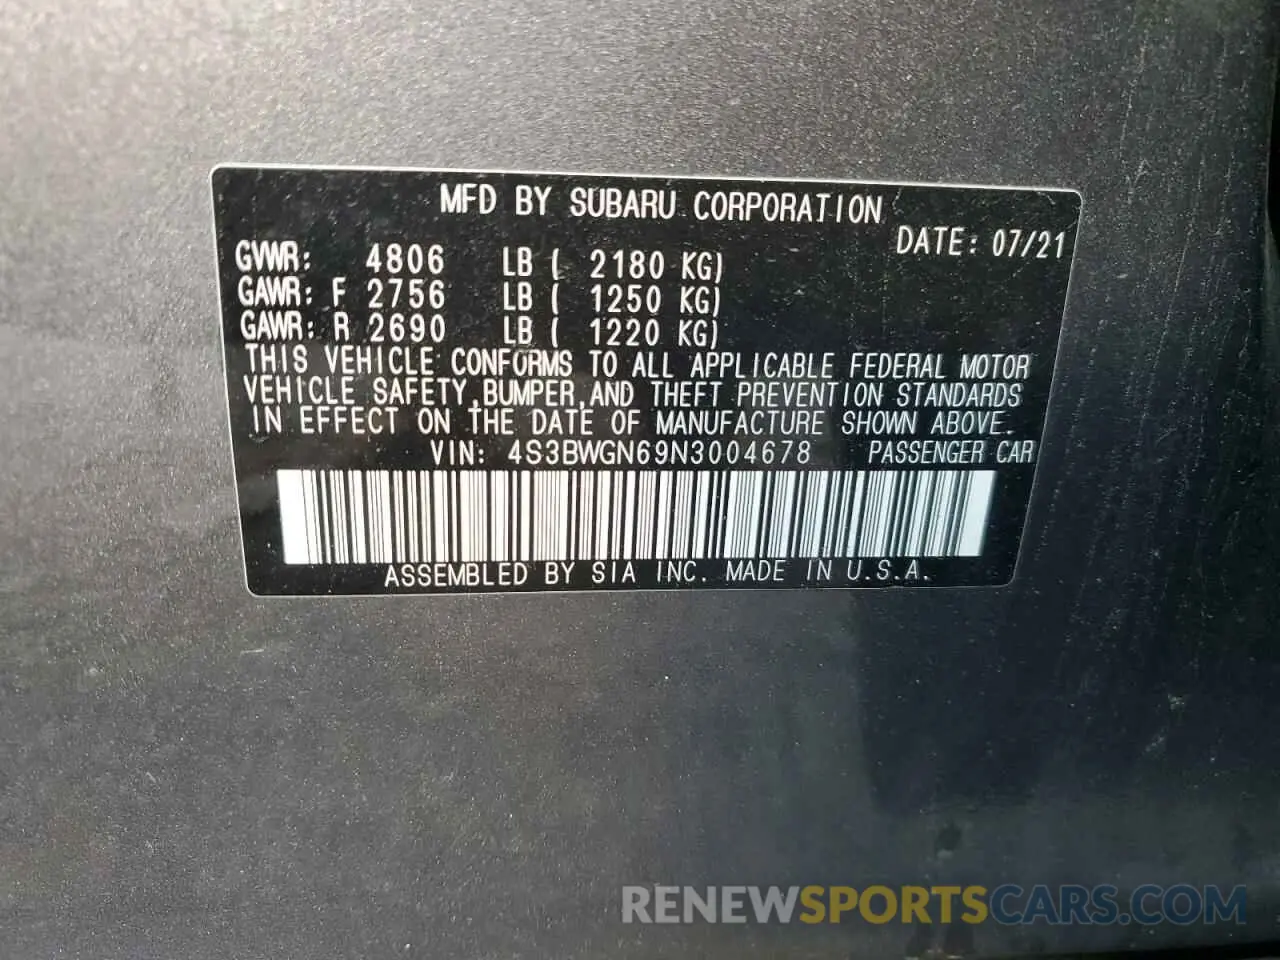 MFD BY SUBARU CORPORATION
DATE: 07/21
GVWR: 4806 LB ( 2180 KG)
GAWR: F 2756 LB ( 1250 KG)
GAWR: R 2690 LB ( 1220 KG)
THIS VEHICLE CONFORMS TO ALL APPLICABLE FEDERAL MOTOR
VEHICLE SAFETY,BUMPER,AND THEFT PREVENTION STANDARDS
IN EFFECT ON THE DATE OF MANUFACTURE SHOWN ABOVE.
VIN: 4S3BWGN69N3004678 PASSENGER CAR
ASSEMBLED BY SIA INC. MADE IN U.S.A.
RENEWSPORTSCARS.COM